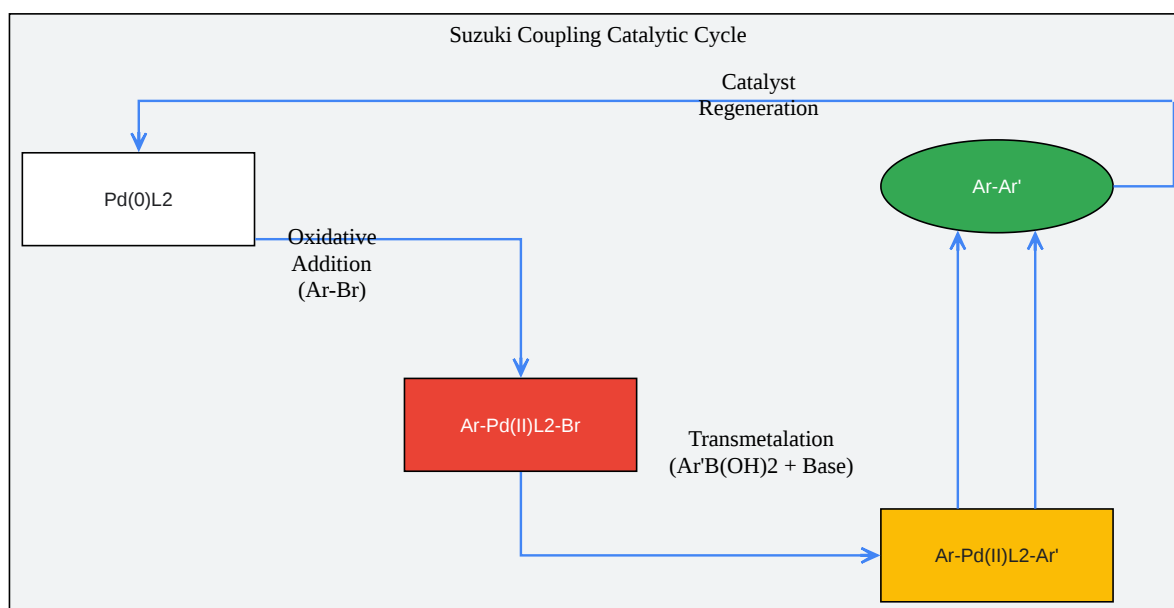 Suzuki Coupling Catalytic Cycle
Catalyst
Regeneration
Pd(0)L2
Ar-Ar'
Oxidative
Addition
(Ar-Br)
Ar-Pd(II)L2-Br
Transmetalation
(Ar'B(OH)2 + Base)
Ar-Pd(II)L2-Ar'